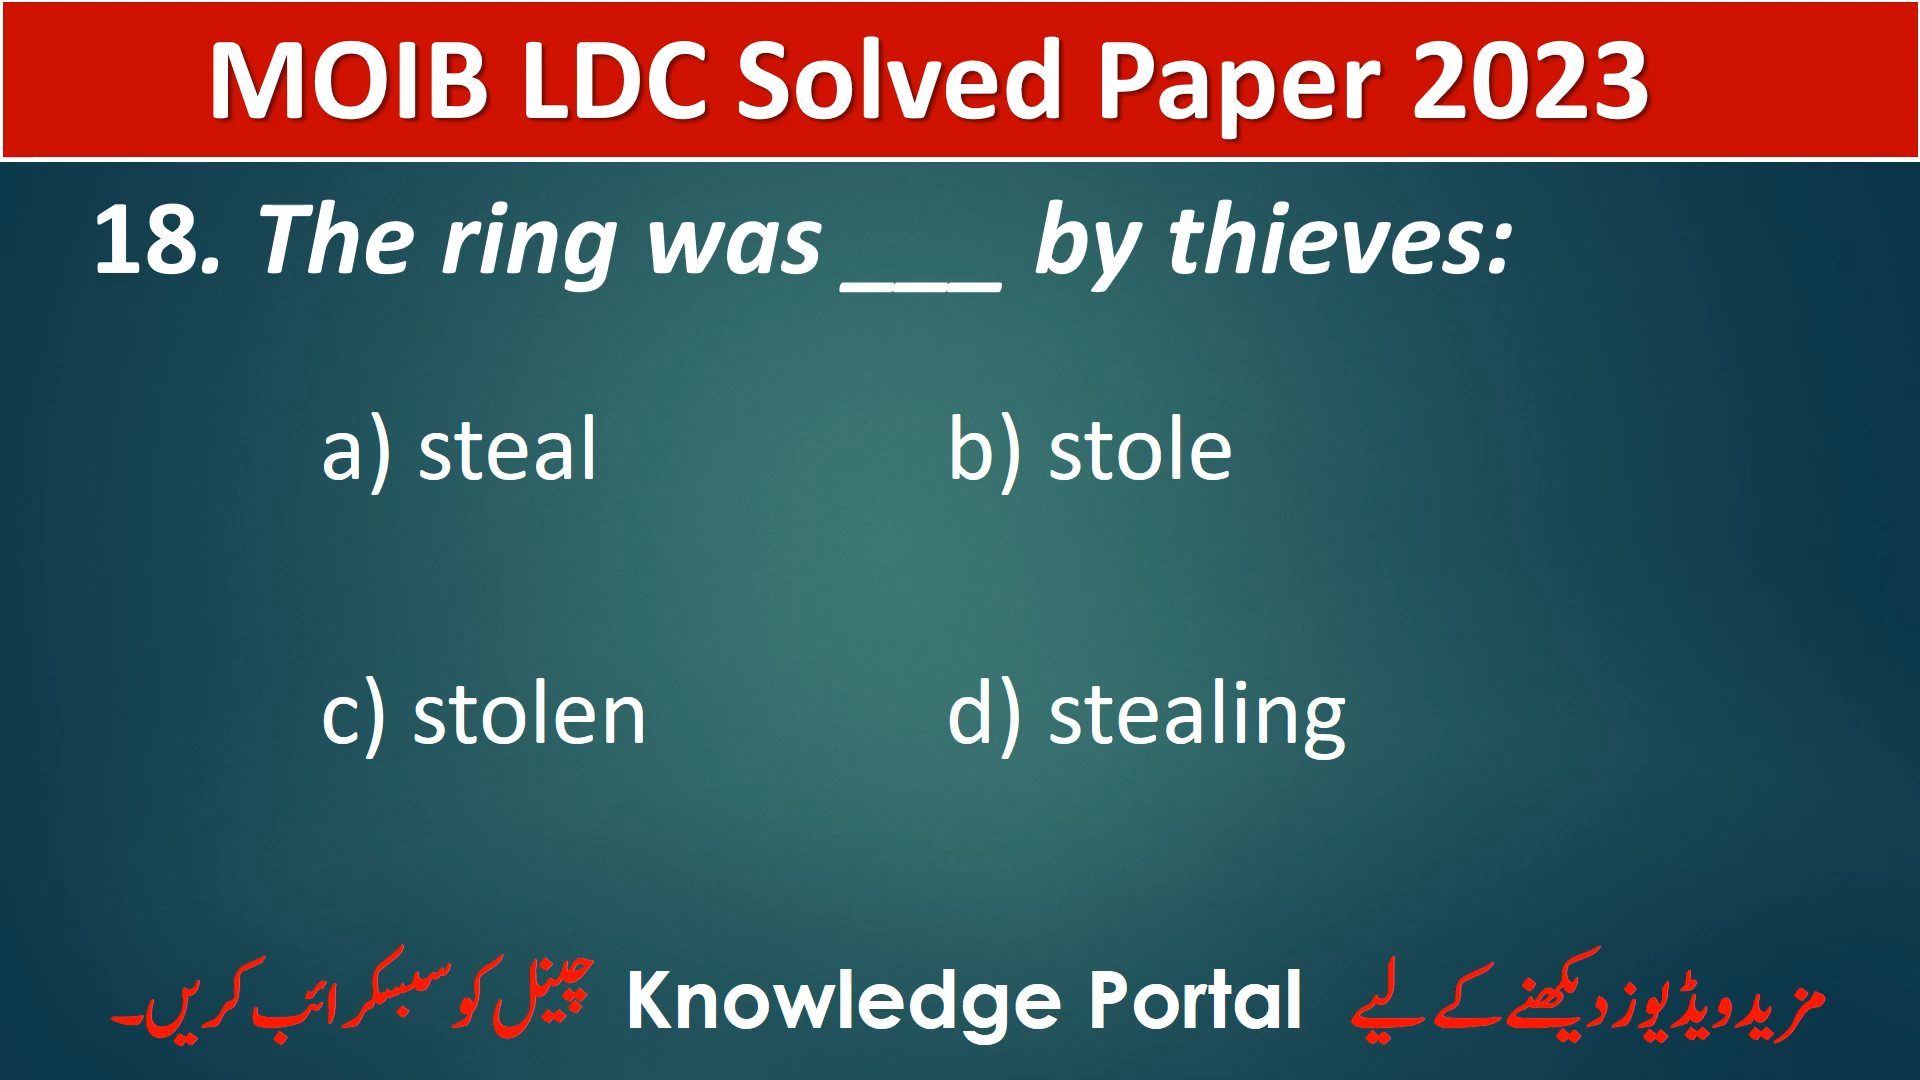 MOIB LDC Solved Paper 2023
18. The ring was ___ by thieves:
a) steal b) stole
c) stolen d) stealing
مزید ویڈیوز دیکھنے کے لیے Knowledge Portal چینل کو سبسکرائب کریں۔